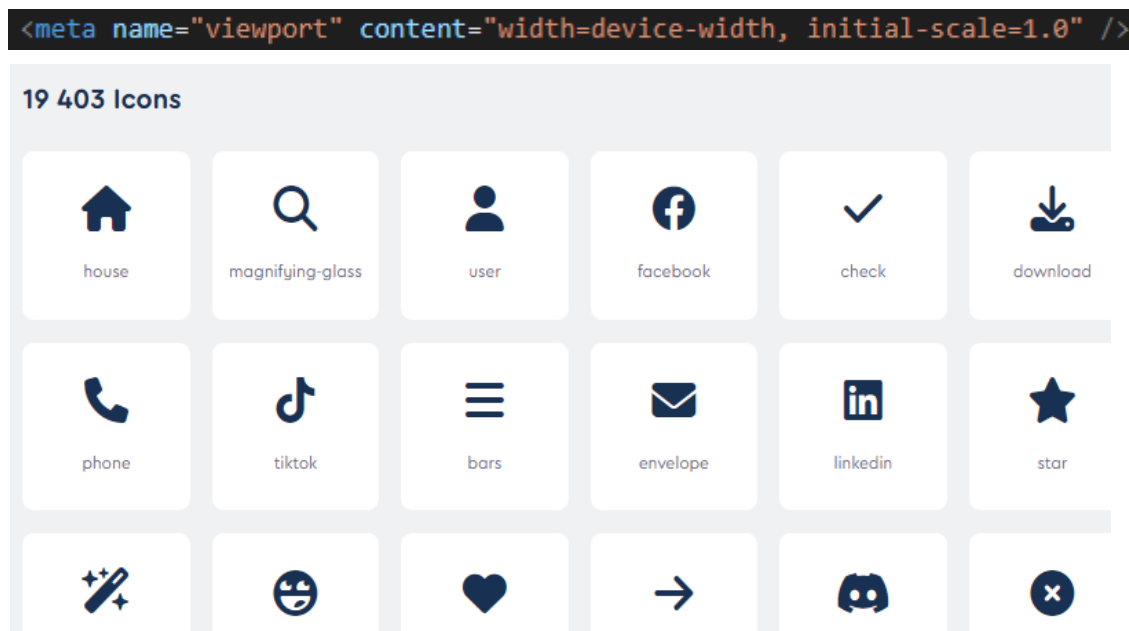 <meta name="viewport" content="width=device-width, initial-scale=1.0" />
19 403 Icons
house magnifying-glass user facebook check download
phone tiktok bars envelope linkedin star